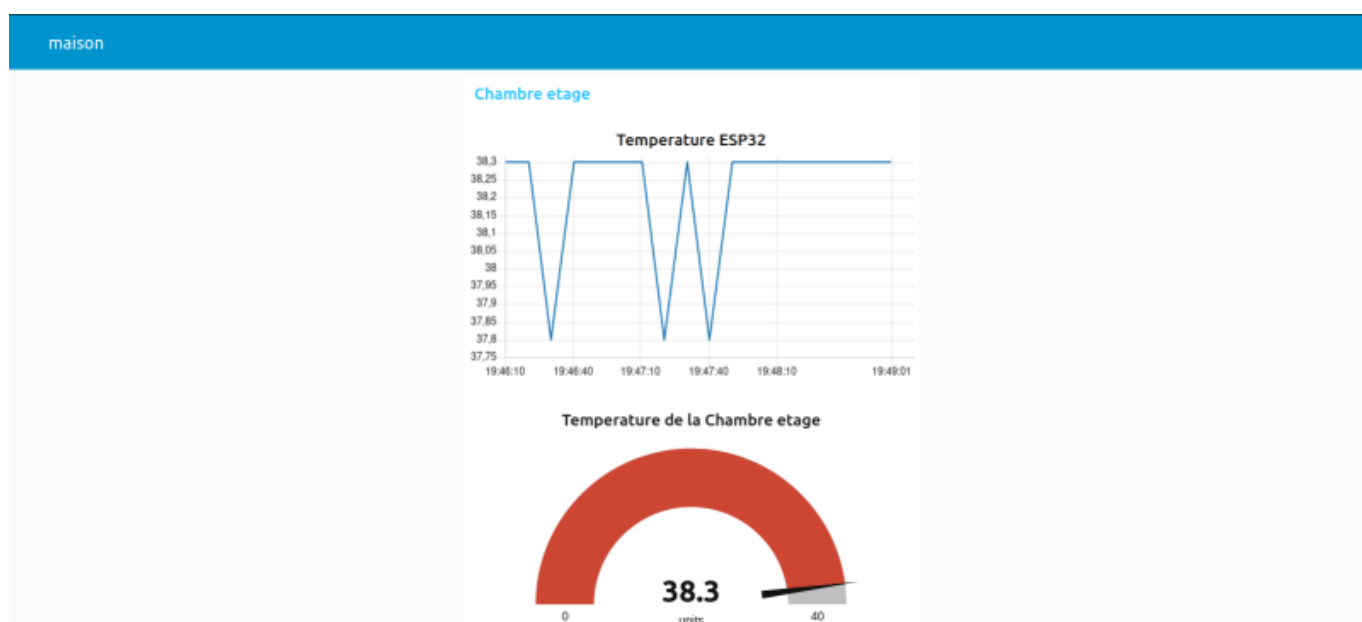 maison
Chambre etage
Temperature ESP32
38,3
38,25
38,2
38,15
38,1
38,05
38
37,95
37,9
37,85
37,8
37,75
19:46:10 19:46:40 19:47:10 19:47:40 19:48:10 19:49:01
Temperature de la Chambre etage
38.3
0 units 40